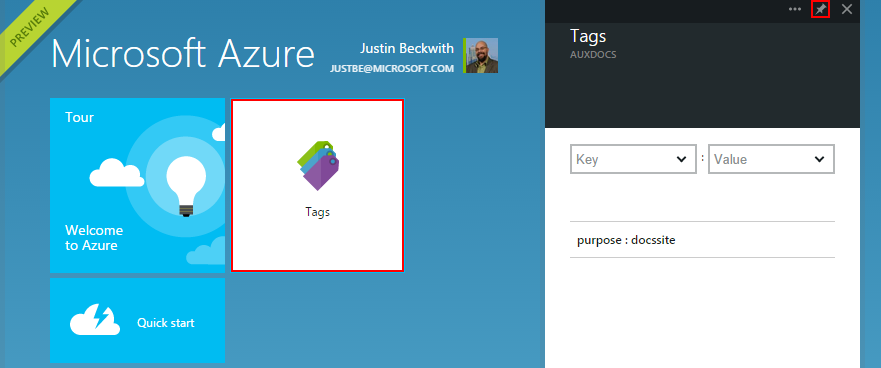 PREVIEW
Microsoft Azure
Justin Beckwith
JUSTBE@MICROSOFT.COM
Tour
Welcome
to Azure
Tags
Quick start
Tags
AUXDOCS
Key : Value
purpose : docssite